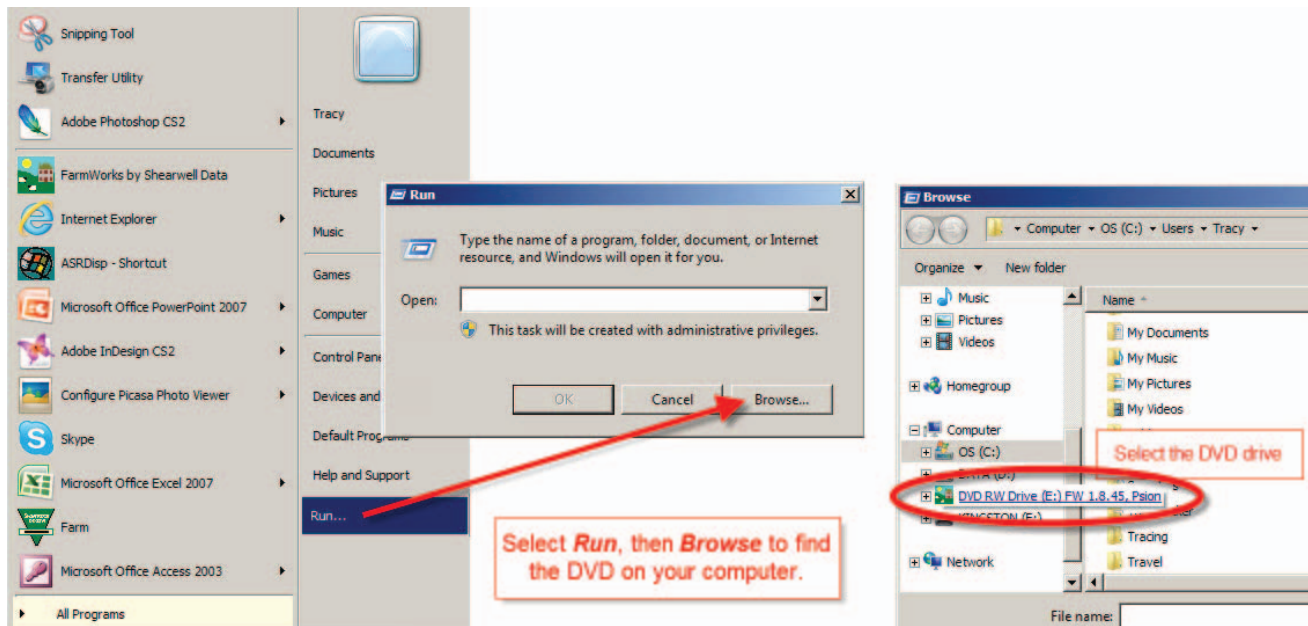 Snipping Tool
Transfer Utility
Adobe Photoshop CS2
FarmWorks by Shearwell Data
Internet Explorer
ASRDisp - Shortcut
Microsoft Office PowerPoint 2007
Adobe InDesign CS2
Configure Picasa Photo Viewer
Skype
Microsoft Office Excel 2007
Farm
Microsoft Office Access 2003
All Programs
Tracy
Documents
Pictures
Music
Games
Computer
Control Pane
Devices and
Default Programs
Help and Support
Run...
Run
Type the name of a program, folder, document, or Internet
resource, and Windows will open it for you.
Open:
This task will be created with administrative privileges.
OK
Cancel
Browse...
Select Run, then Browse to find
the DVD on your computer.
Browse
Computer OS (C:) Users Tracy
Organize New folder
Music
Pictures
Videos
Homegroup
Computer
OS (C:)
DATA (D:)
DVD RW Drive (E:) FW 1.8.45, Psion
KINGSTON (F:)
Network
Name
My Documents
My Music
My Pictures
My Videos
Select the DVD drive
Tracing
Travel
File name: